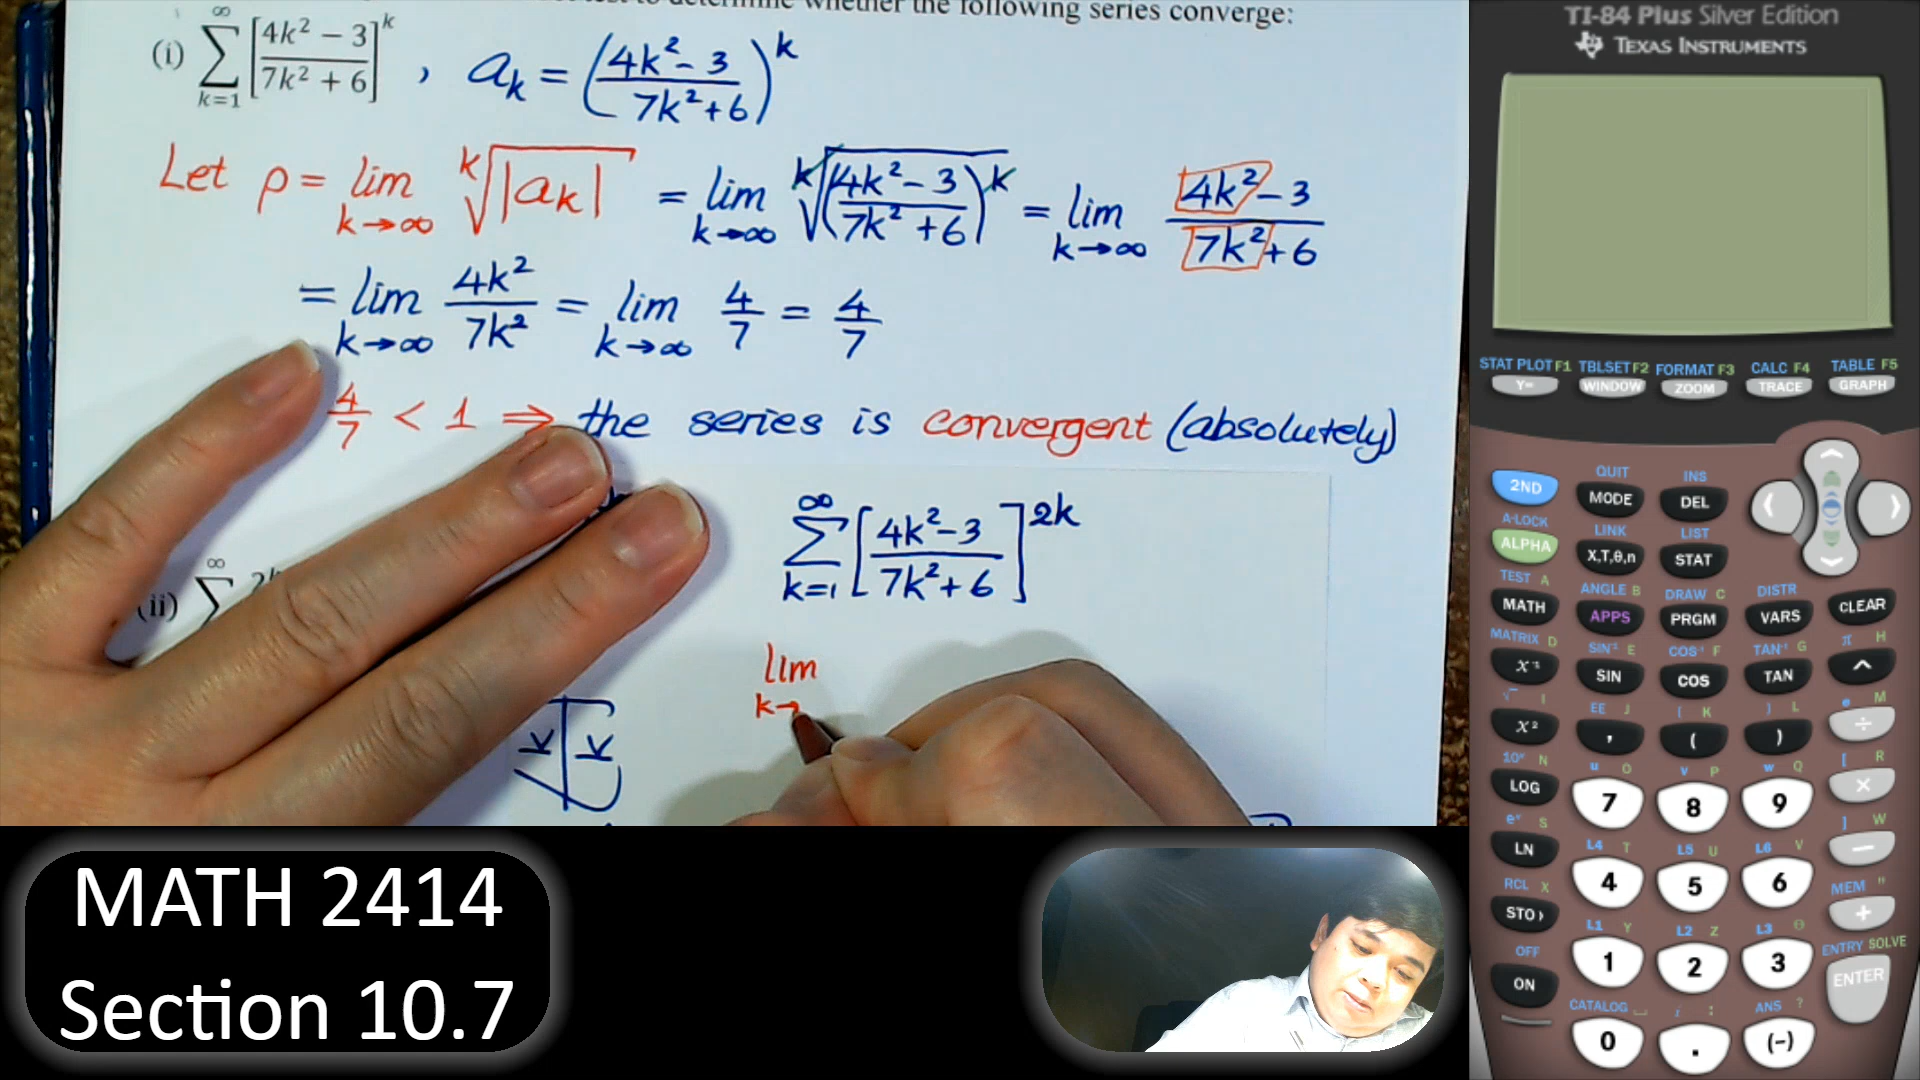 to determine whether the following series converge:
(i) ∑_{k=1}^{∞} [(4k² − 3)/(7k² + 6)]^k , a_k = ((4k² − 3)/(7k² + 6))^k
Let ρ = lim_{k→∞} ᵏ√|a_k| = lim_{k→∞} ᵏ√((4k² − 3)/(7k² + 6))^k = lim_{k→∞} (4k² − 3)/(7k² + 6)
= lim_{k→∞} 4k²/7k² = lim_{k→∞} 4/7 = 4/7
4/7 < 1 ⇒ the series is convergent (absolutely)
∑_{k=1}^{∞} [(4k² − 3)/(7k² + 6)]^{2k}
(ii) ∑^{∞}
lim
k→
k k
MATH 2414
Section 10.7
TI-84 Plus Silver Edition
TEXAS INSTRUMENTS
STAT PLOT F1 TBLSET F2 FORMAT F3 CALC F4 TABLE F5
Y= WINDOW ZOOM TRACE GRAPH
QUIT INS
2ND MODE DEL
A-LOCK LINK LIST
ALPHA X,T,θ,n STAT
TEST A ANGLE B DRAW C DISTR
MATH APPS PRGM VARS CLEAR
MATRIX D SIN⁻¹ E COS⁻¹ F TAN⁻¹ G π H
x⁻¹ SIN COS TAN ^
√ I EE J ( K ) L e M
x² , ( ) ÷
10ˣ N u O v P w Q [ R
LOG 7 8 9 ×
eˣ S L4 T L5 U L6 V ] W
LN 4 5 6 −
RCL X L1 Y L2 Z L3 θ MEM "
STO› 1 2 3 +
OFF ENTRY SOLVE
ON ENTER
CATALOG i : ANS ?
0 . (−)